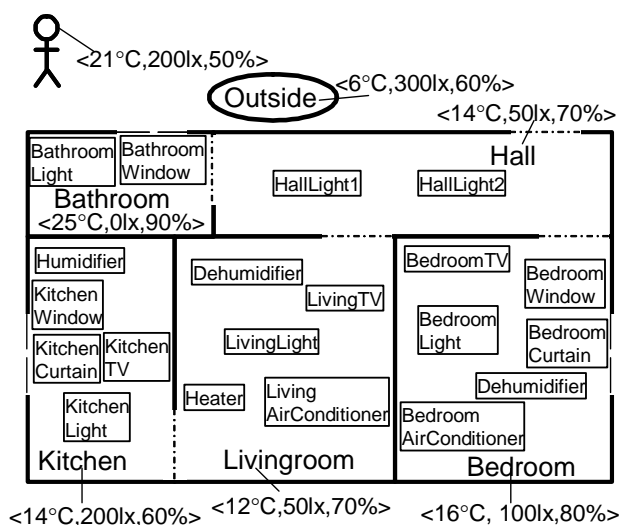 <21°C,200lx,50%>
Outside
<6°C,300lx,60%>
<14°C,50lx,70%>
Bathroom
Light
Bathroom
Window
Bathroom
<25°C,0lx,90%>
HallLight1
HallLight2
Hall
Humidifier
Kitchen
Window
Kitchen
Curtain
Kitchen
TV
Kitchen
Light
Kitchen
<14°C,200lx,60%>
Dehumidifier
LivingTV
LivingLight
Heater
Living
AirConditioner
Livingroom
<12°C,50lx,70%>
BedroomTV
Bedroom
Window
Bedroom
Light
Bedroom
Curtain
Dehumidifier
Bedroom
AirConditioner
Bedroom
<16°C, 100lx,80%>